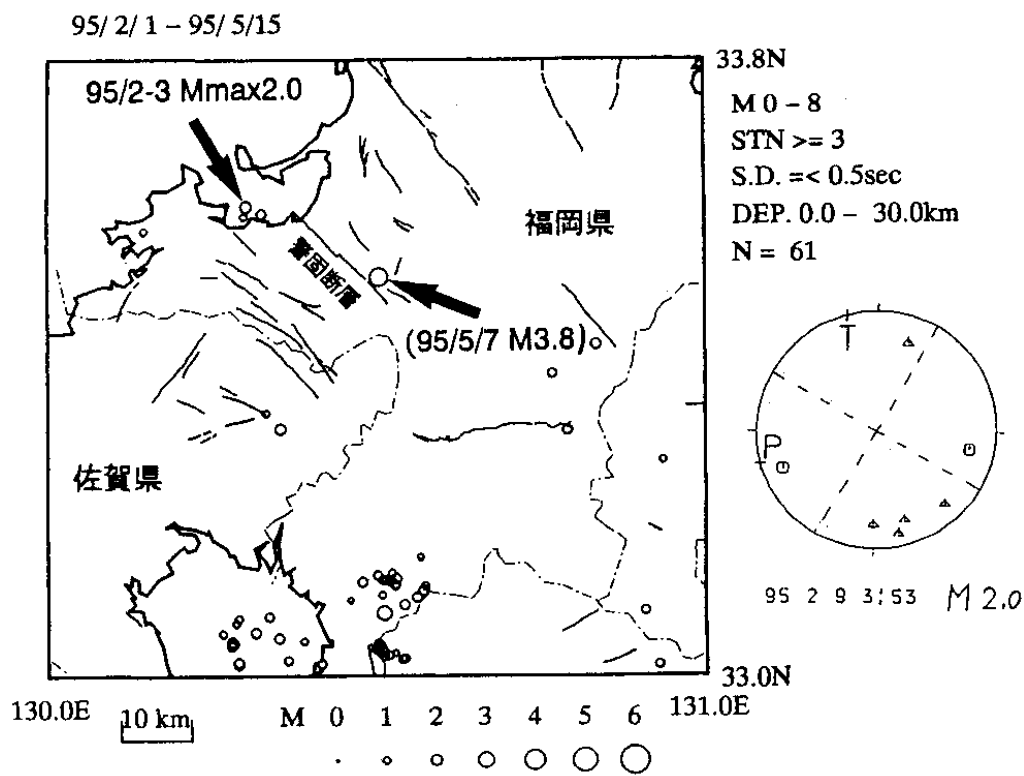 95/ 2/ 1 – 95/ 5/15
33.8N
95/2-3 Mmax2.0
M 0 – 8
STN >= 3
S.D. =< 0.5sec
DEP. 0.0 – 30.0km
N = 61
福岡県
警固断層
(95/5/7 M3.8)
T
P
佐賀県
95 2 9 3:53 M 2.0
33.0N
130.0E
131.0E
10 km
M 0 1 2 3 4 5 6